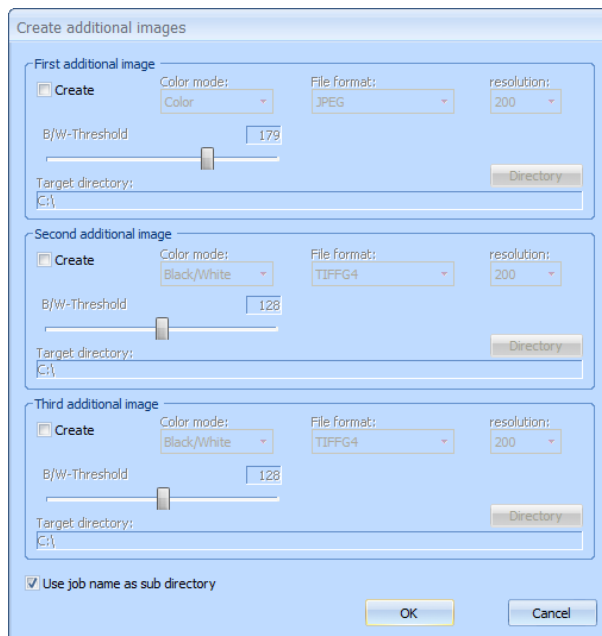 Create additional images
First additional image
Create
Color mode:
File format:
resolution:
Color
JPEG
200
B/W-Threshold
179
Target directory:
Directory
C:\
Second additional image
Create
Color mode:
File format:
resolution:
Black/White
TIFFG4
200
B/W-Threshold
128
Target directory:
Directory
C:\
Third additional image
Create
Color mode:
File format:
resolution:
Black/White
TIFFG4
200
B/W-Threshold
128
Target directory:
Directory
C:\
Use job name as sub directory
OK
Cancel